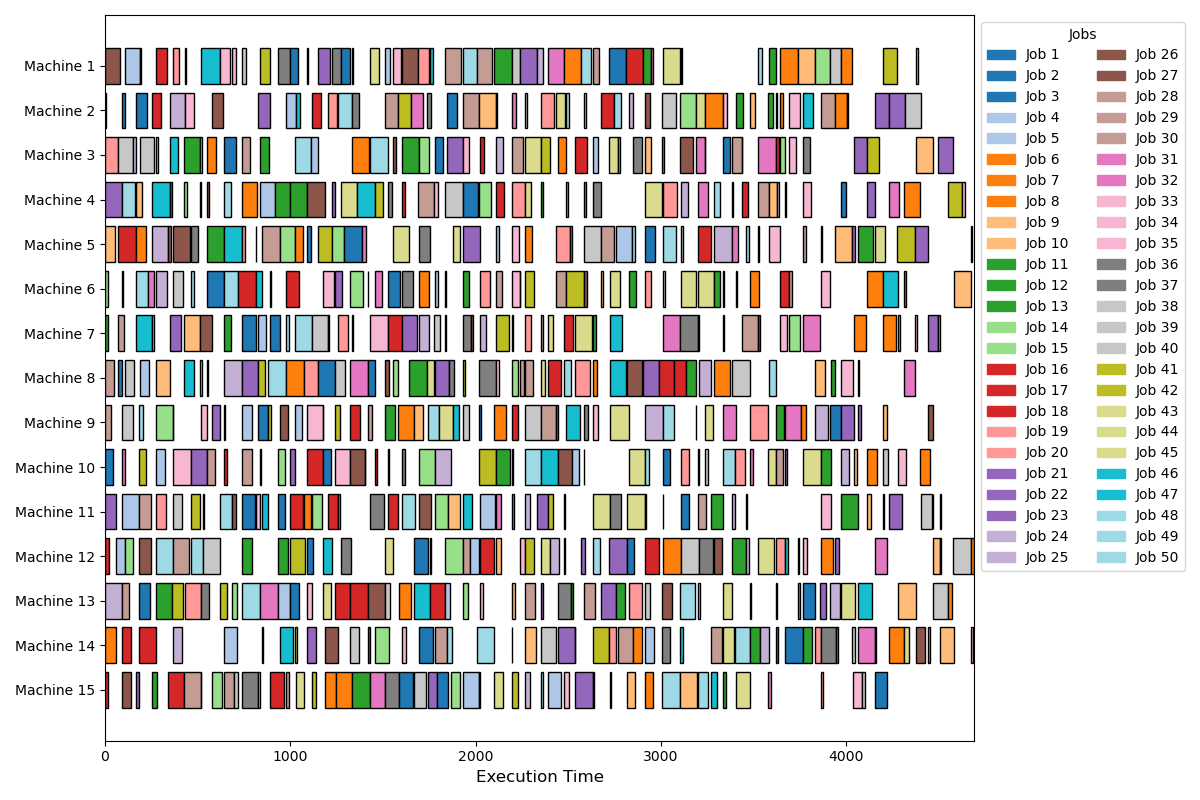 Machine 1
Machine 2
Machine 3
Machine 4
Machine 5
Machine 6
Machine 7
Machine 8
Machine 9
Machine 10
Machine 11
Machine 12
Machine 13
Machine 14
Machine 15
0 1000 2000 3000 4000
Execution Time
Jobs
Job 1
Job 2
Job 3
Job 4
Job 5
Job 6
Job 7
Job 8
Job 9
Job 10
Job 11
Job 12
Job 13
Job 14
Job 15
Job 16
Job 17
Job 18
Job 19
Job 20
Job 21
Job 22
Job 23
Job 24
Job 25
Job 26
Job 27
Job 28
Job 29
Job 30
Job 31
Job 32
Job 33
Job 34
Job 35
Job 36
Job 37
Job 38
Job 39
Job 40
Job 41
Job 42
Job 43
Job 44
Job 45
Job 46
Job 47
Job 48
Job 49
Job 50